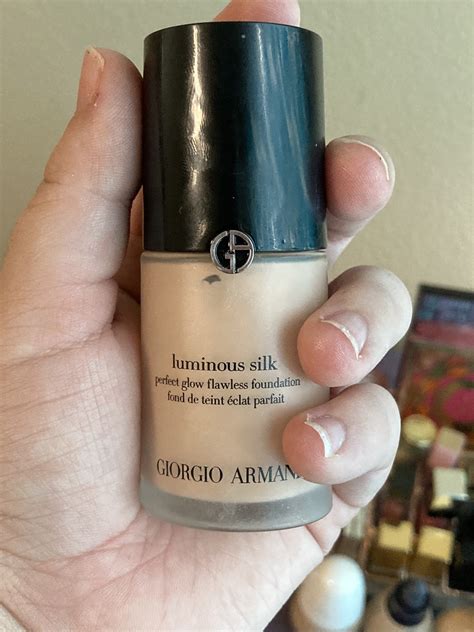 luminous silk
perfect glow flawless foundation
fond de teint éclat parfait
GIORGIO ARMANI